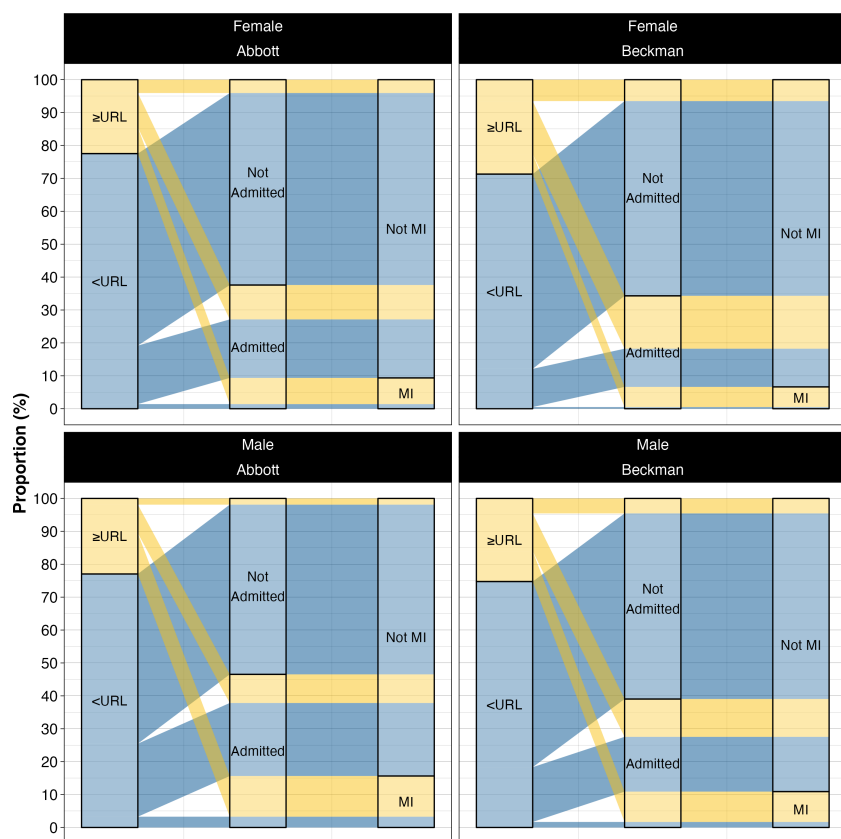 Proportion (%)
Female
Abbott
100
90
80
70
60
50
40
30
20
10
0
≥URL
<URL
Not
Admitted
Admitted
Not MI
MI
Female
Beckman
≥URL
<URL
Not
Admitted
Admitted
Not MI
MI
Male
Abbott
100
90
80
70
60
50
40
30
20
10
0
≥URL
<URL
Not
Admitted
Admitted
Not MI
MI
Male
Beckman
≥URL
<URL
Not
Admitted
Admitted
Not MI
MI